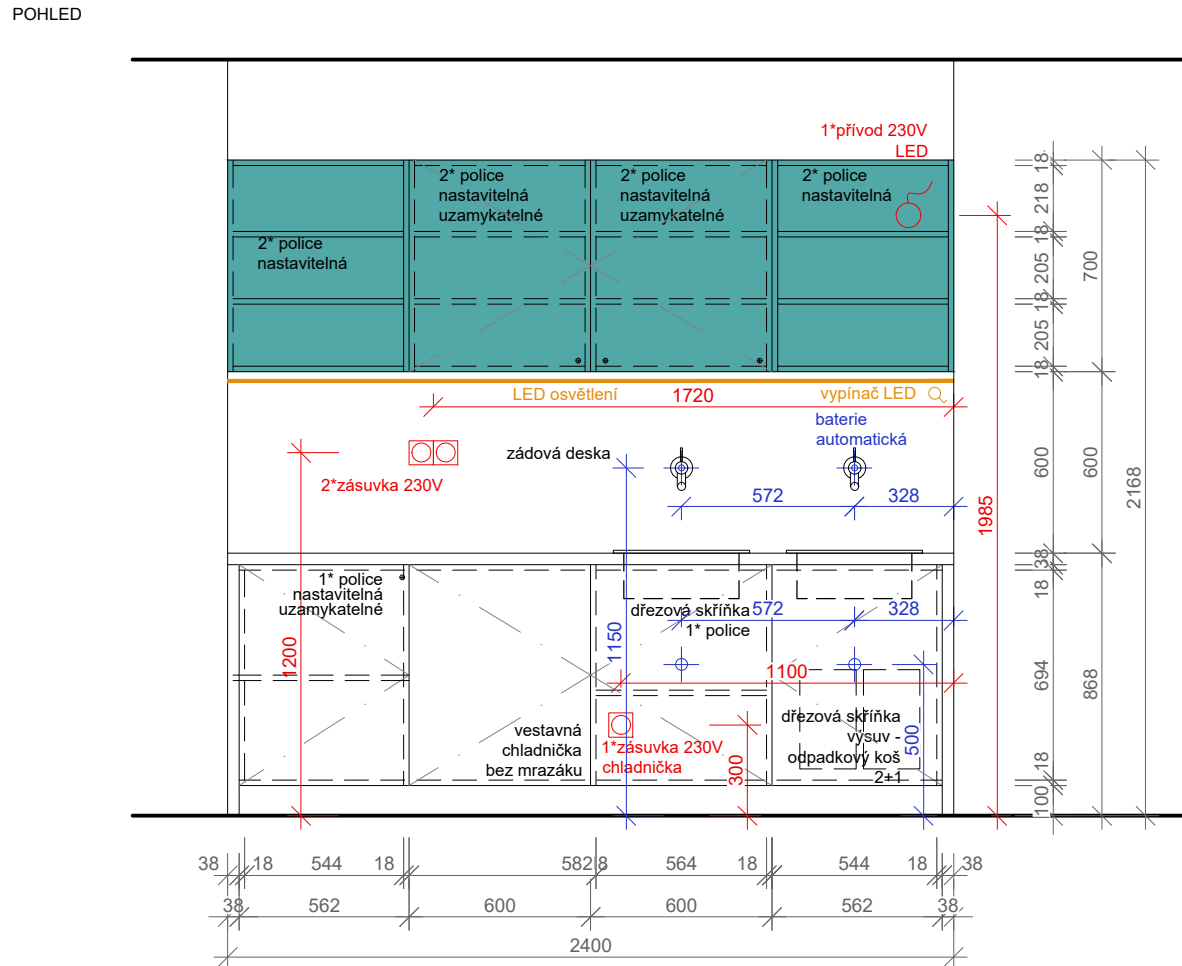 POHLED
1*přívod 230V
LED
2* police
nastavitelná
uzamykatelné
2* police
nastavitelná
uzamykatelné
2* police
nastavitelná
2* police
nastavitelná
18
218
18
205
18
205
18
700
LED osvětlení
1720
vypínač LED
baterie
automatická
zádová deska
2*zásuvka 230V
572
328
600
600
2168
1985
1* police
nastavitelná
uzamykatelné
dřezová skříňka
1* police
572
328
1200
1150
1100
38
18
694
868
18
100
vestavná
chladnička
bez mrazáku
1*zásuvka 230V
chladnička
300
dřezová skříňka
výsuv -
odpadkový koš
2+1
500
38
18
544
18
582
18
564
18
544
18
38
38
562
600
600
562
38
2400